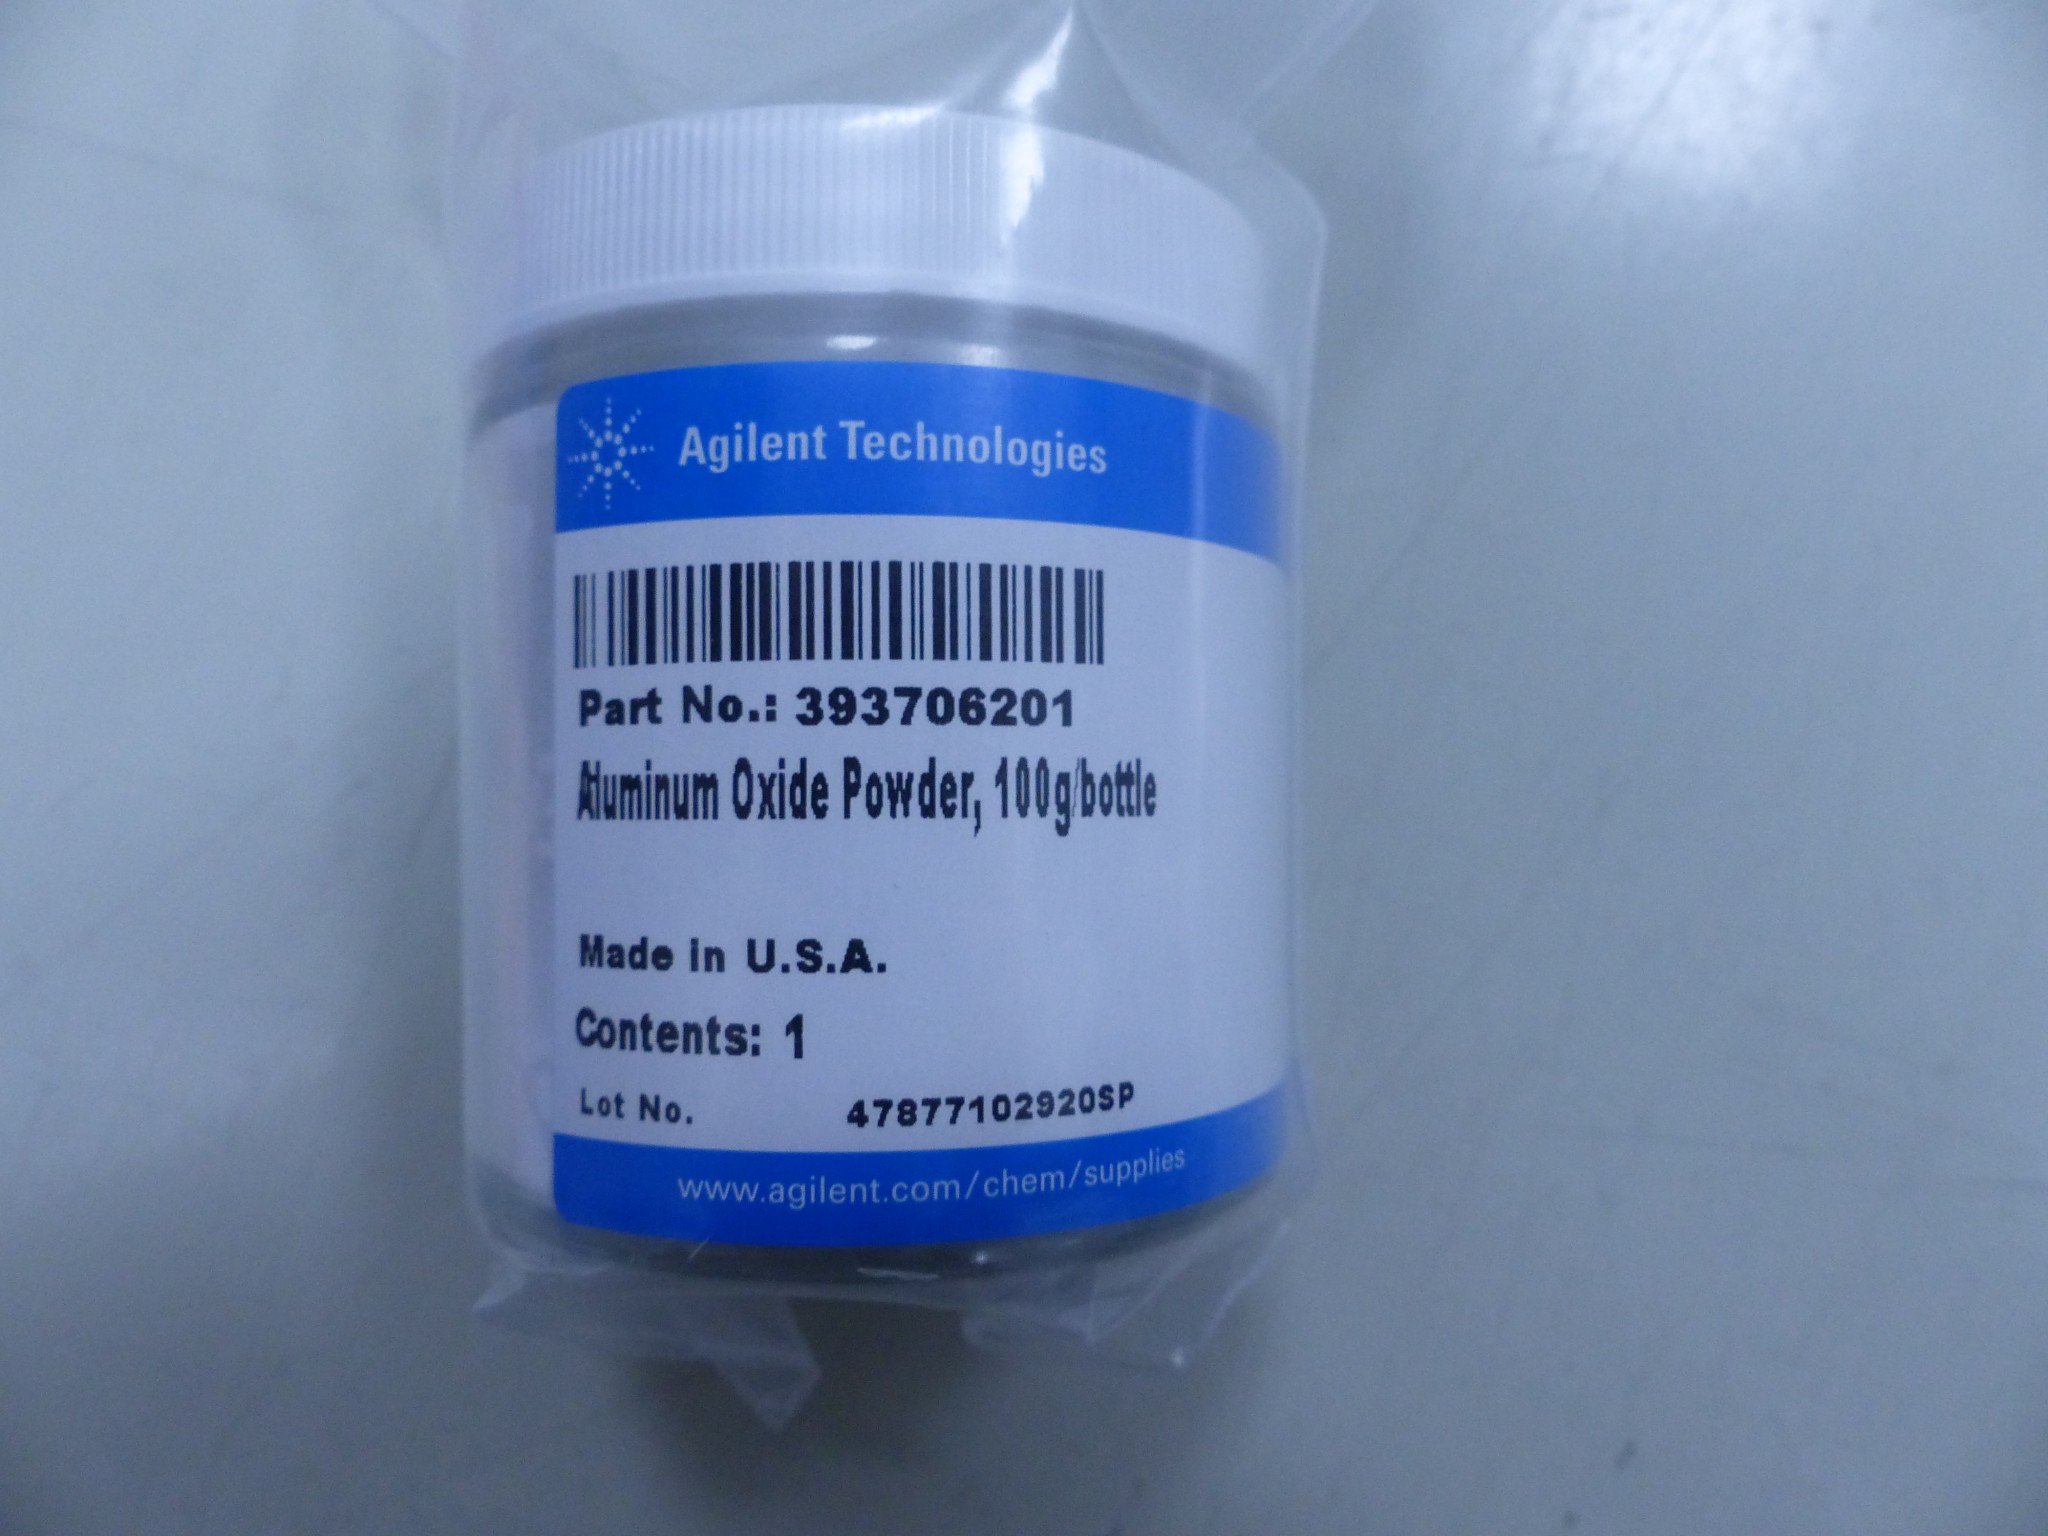 Agilent Technologies
Part No.: 393706201
Aluminum Oxide Powder, 100g/bottle
Made in U.S.A.
Contents: 1
Lot No. 47877102920SP
www.agilent.com/chem/supplies